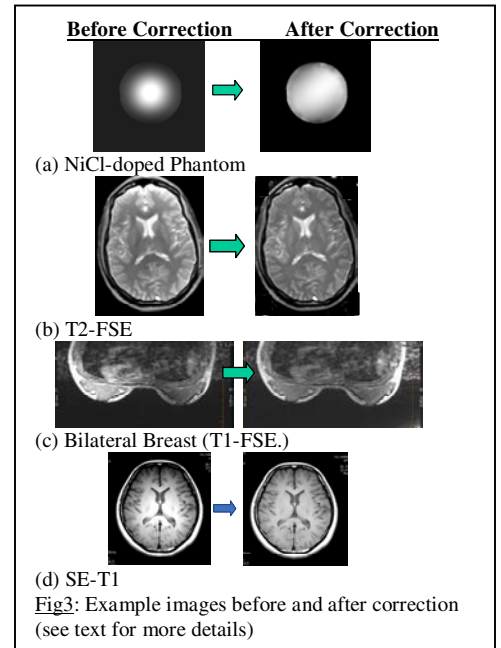 Before Correction After Correction
(a) NiCl-doped Phantom
(b) T2-FSE
(c) Bilateral Breast (T1-FSE.)
(d) SE-T1
Fig3: Example images before and after correction
(see text for more details)